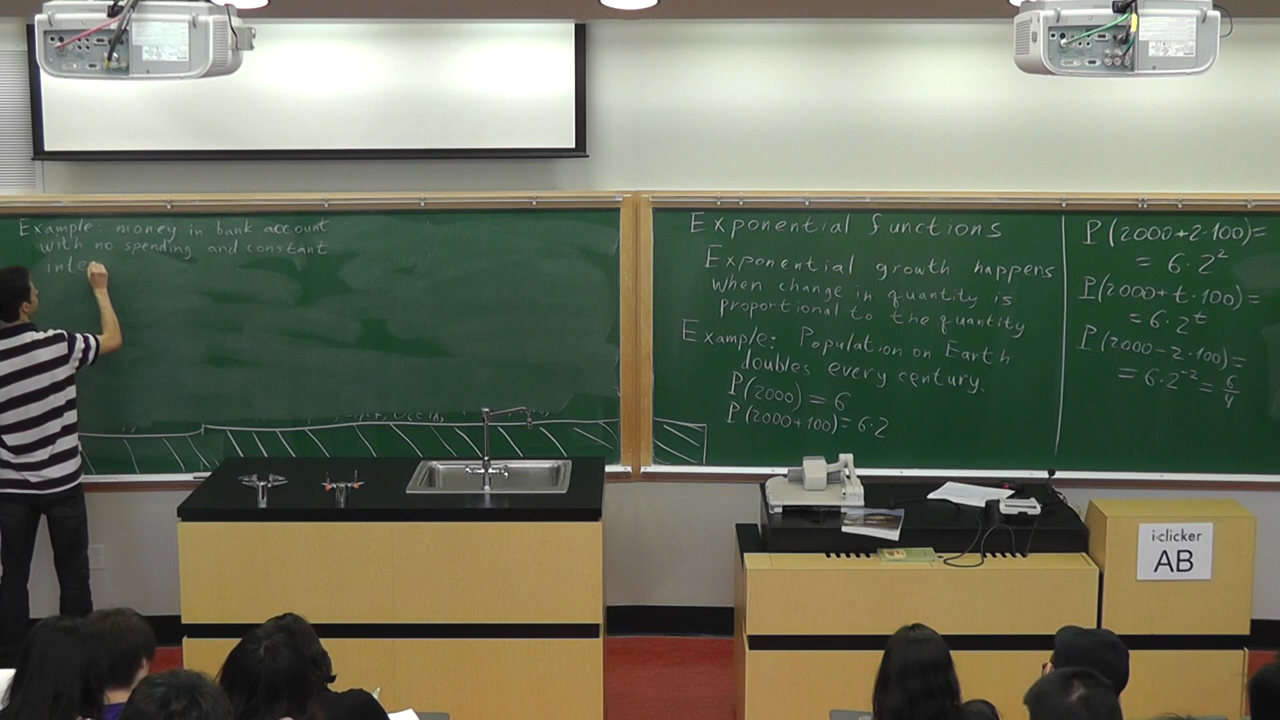 Example: money in bank account
with no spending and constant
inte
Exponential functions
Exponential growth happens
when change in quantity is
proportional to the quantity
Example: Population on Earth
doubles every century.
P(2000) = 6
P(2000+100) = 6·2
P(2000+2·100) =
= 6·2²
P(2000+t·100) =
= 6·2ᵗ
P(2000-2·100) =
= 6·2⁻² = 6/4
i>clicker
AB